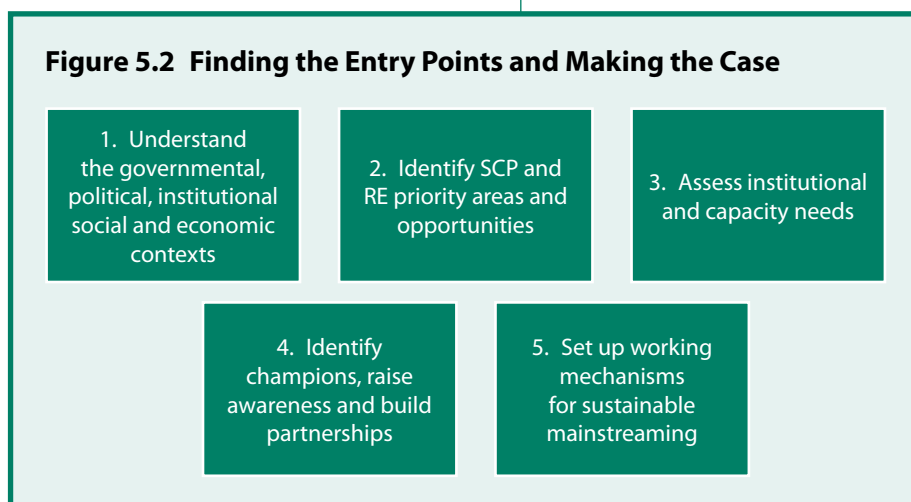 Figure 5.2 Finding the Entry Points and Making the Case
1. Understand
the governmental,
political, institutional
social and economic
contexts
2. Identify SCP and
RE priority areas and
opportunities
3. Assess institutional
and capacity needs
4. Identify
champions, raise
awareness and build
partnerships
5. Set up working
mechanisms
for sustainable
mainstreaming